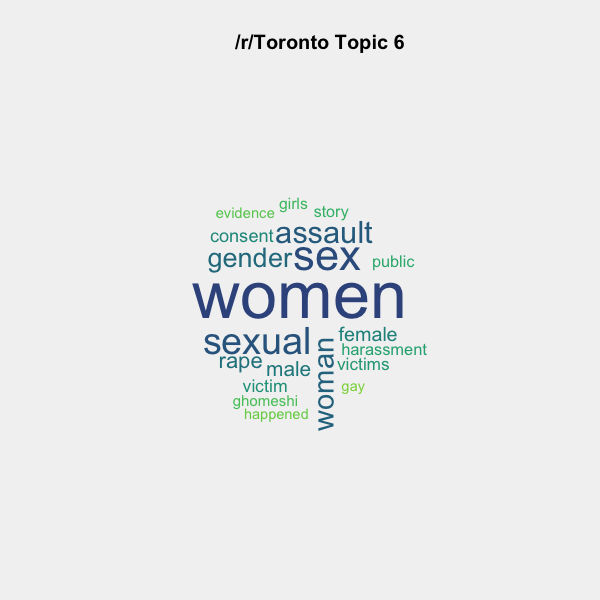 /r/Toronto Topic 6
girls
evidence
story
consent
assault
gender
sex
public
women
sexual
female
harassment
rape
male
woman
victims
victim
gay
ghomeshi
happened